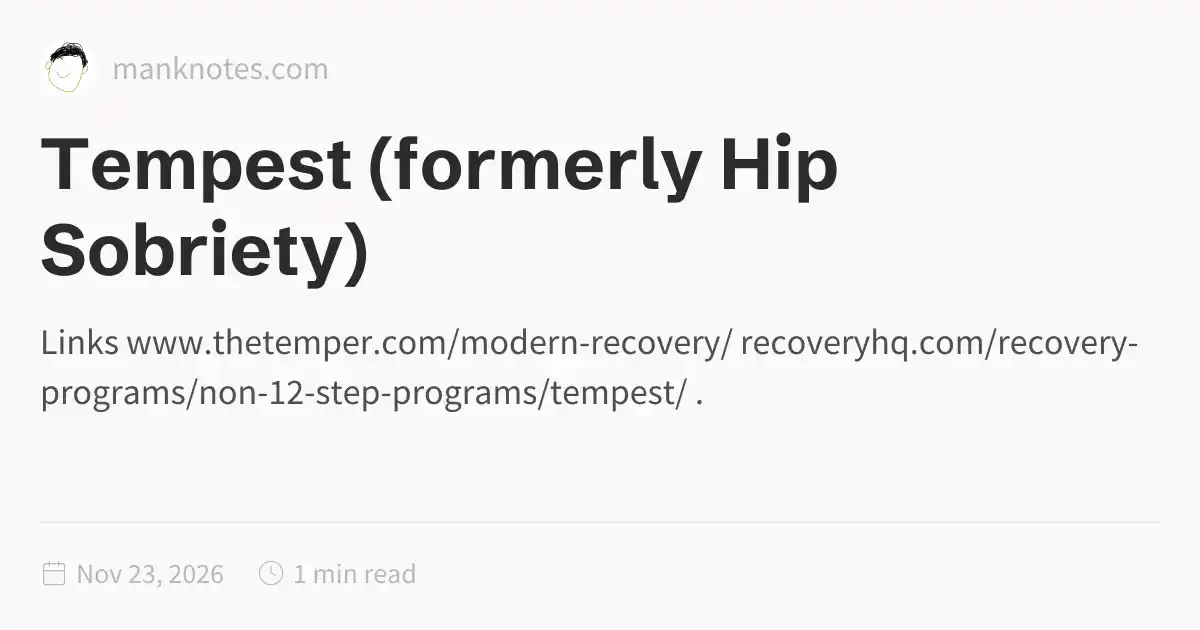 manknotes.com
Tempest (formerly Hip
Sobriety)
Links www.thetemper.com/modern-recovery/ recoveryhq.com/recovery-
programs/non-12-step-programs/tempest/ .
Nov 23, 2026 1 min read